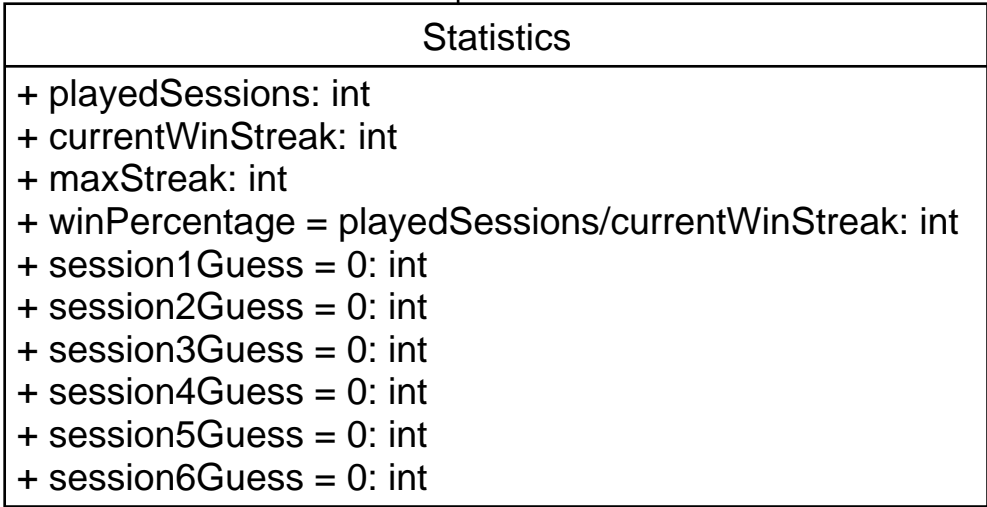 Statistics
+ playedSessions: int
+ currentWinStreak: int
+ maxStreak: int
+ winPercentage = playedSessions/currentWinStreak: int
+ session1Guess = 0: int
+ session2Guess = 0: int
+ session3Guess = 0: int
+ session4Guess = 0: int
+ session5Guess = 0: int
+ session6Guess = 0: int